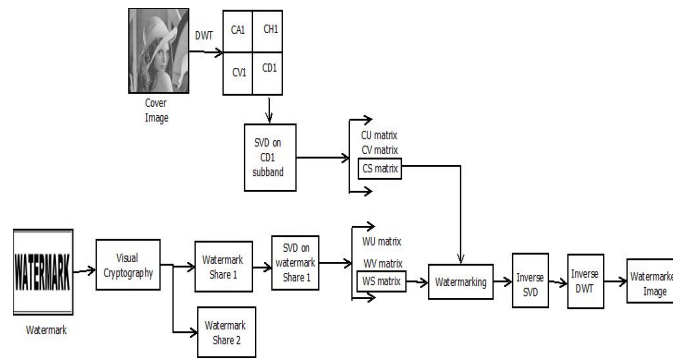 DWT
CA1
CH1
CV1
CD1
Cover
Image
SVD on
CD1
subband
CU matrix
CV matrix
CS matrix
WATERMARK
Watermark
Visual
Cryptography
Watermark
Share 1
Watermark
Share 2
SVD on
watermark
Share 1
WU matrix
WV matrix
WS matrix
Watermarking
Inverse
SVD
Inverse
DWT
Watermarke
Image